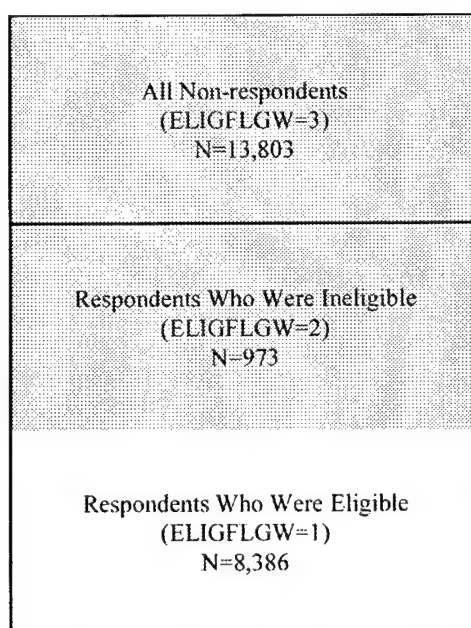 All Non-respondents
(ELIGFLGW=3)
N=13,803
Respondents Who Were Ineligible
(ELIGFLGW=2)
N=973
Respondents Who Were Eligible
(ELIGFLGW=1)
N=8,386